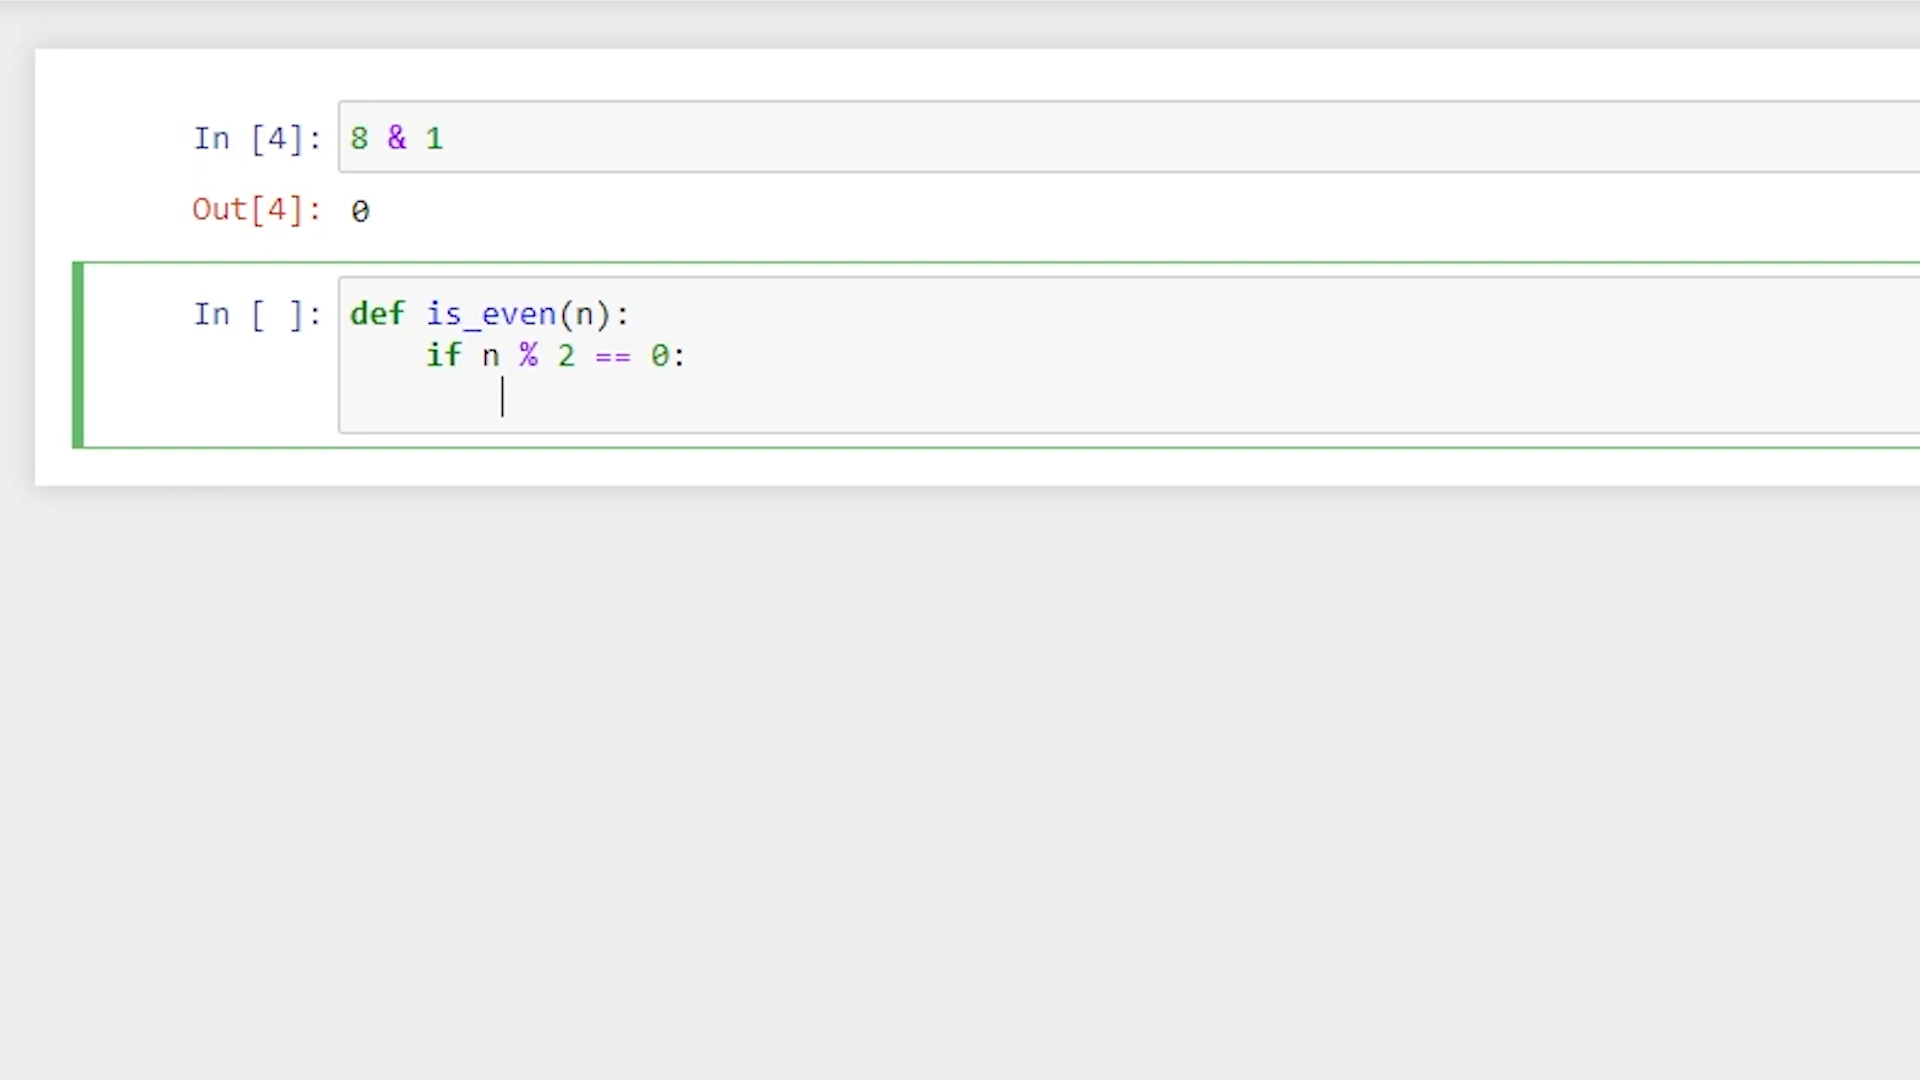 In [4]: 8 & 1
Out[4]: 0
In [ ]: def is_even(n):
if n % 2 == 0: